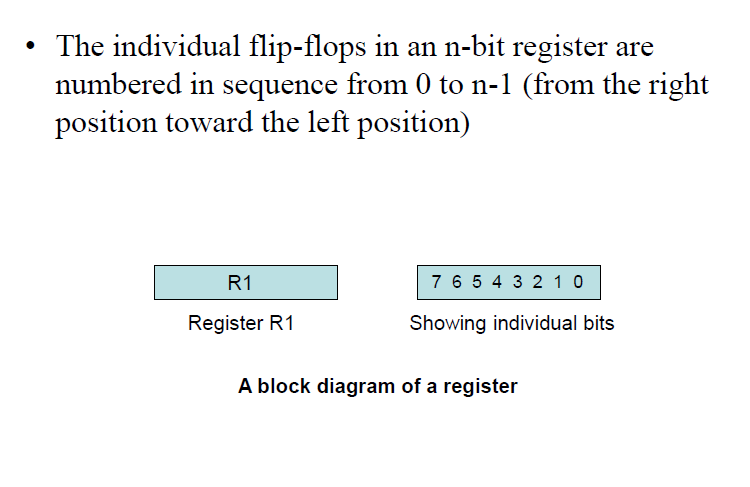 • The individual flip-flops in an n-bit register are
numbered in sequence from 0 to n-1 (from the right
position toward the left position)
R1
7 6 5 4 3 2 1 0
Register R1
Showing individual bits
A block diagram of a register